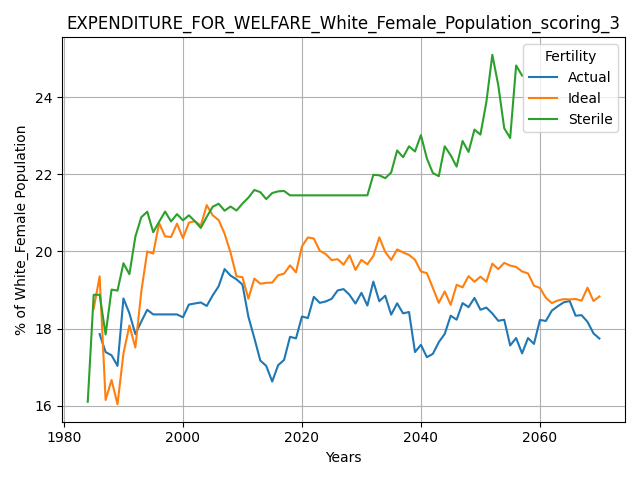 EXPENDITURE_FOR_WELFARE_White_Female_Population_scoring_3
Fertility
Actual
Ideal
Sterile
% of White_Female Population
24
22
20
18
16
1980
2000
2020
2040
2060
Years